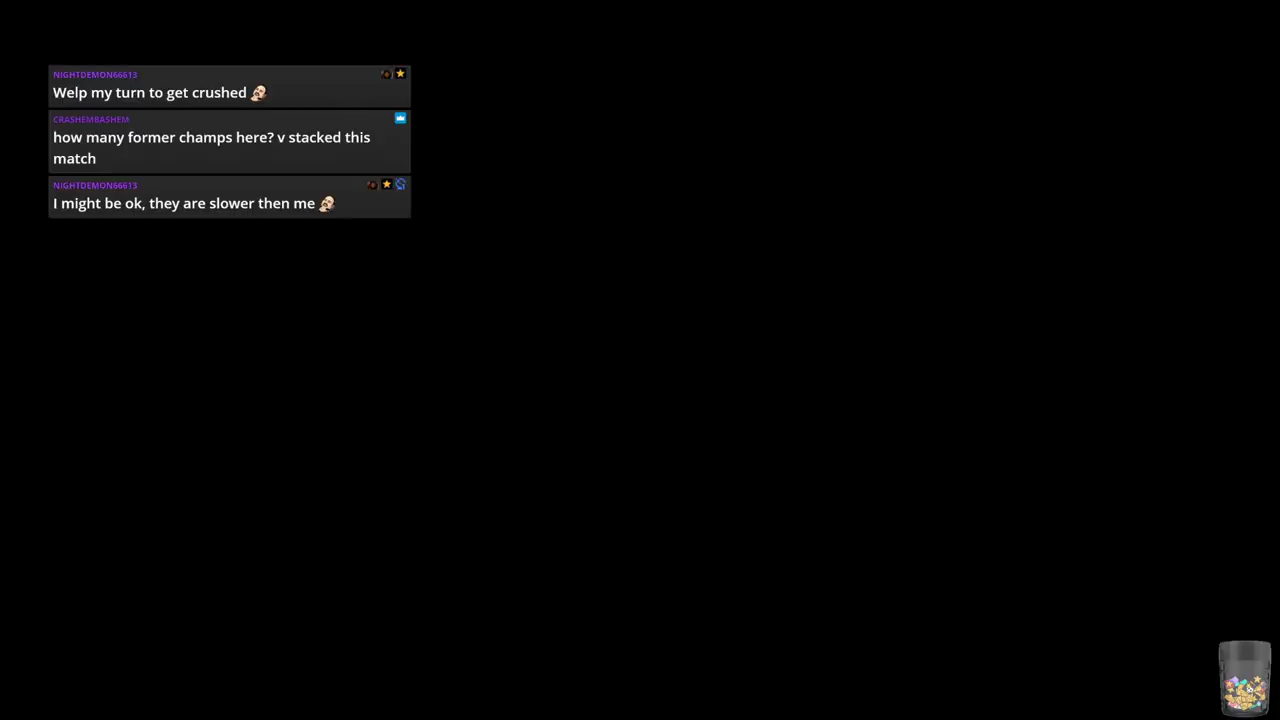 NIGHTDEMON66613
Welp my turn to get crushed
CRASHEMBASHEM
how many former champs here? v stacked this
match
NIGHTDEMON66613
I might be ok, they are slower then me